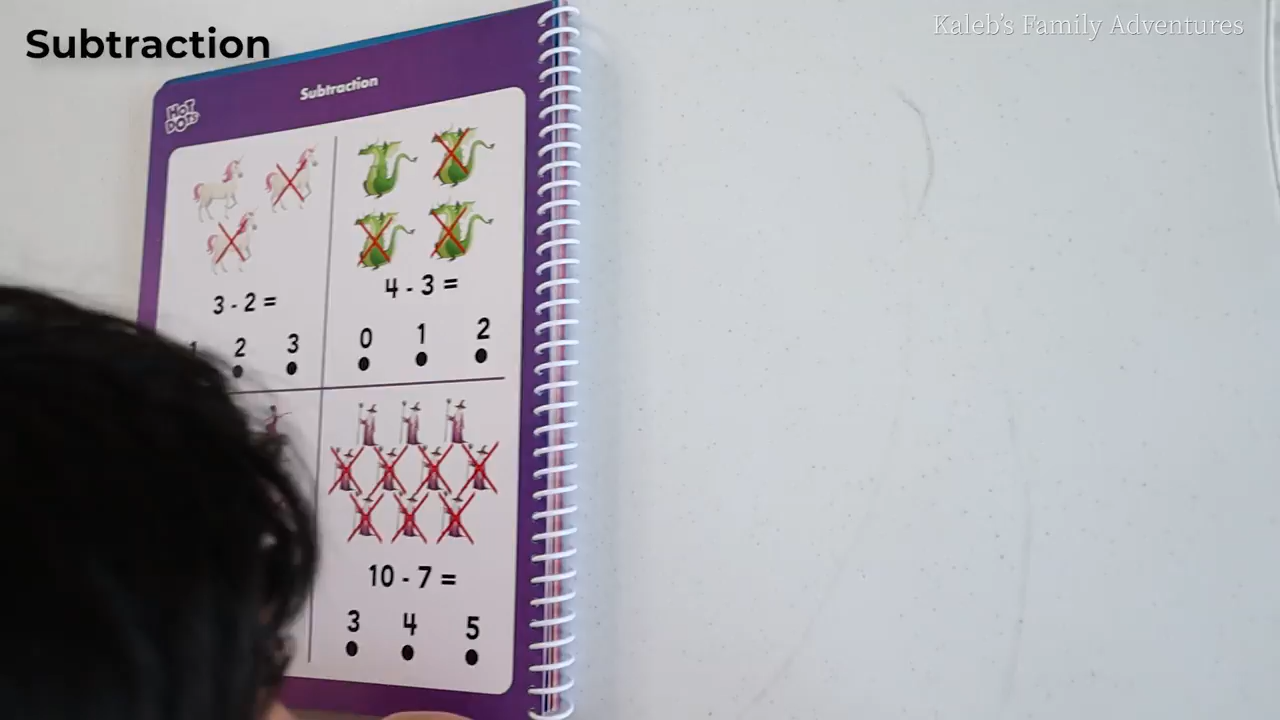 Subtraction
Kaleb's Family Adventures
HOT DOTS
Subtraction
3 - 2 =
1 2 3
4 - 3 =
0 1 2
10 - 7 =
3 4 5